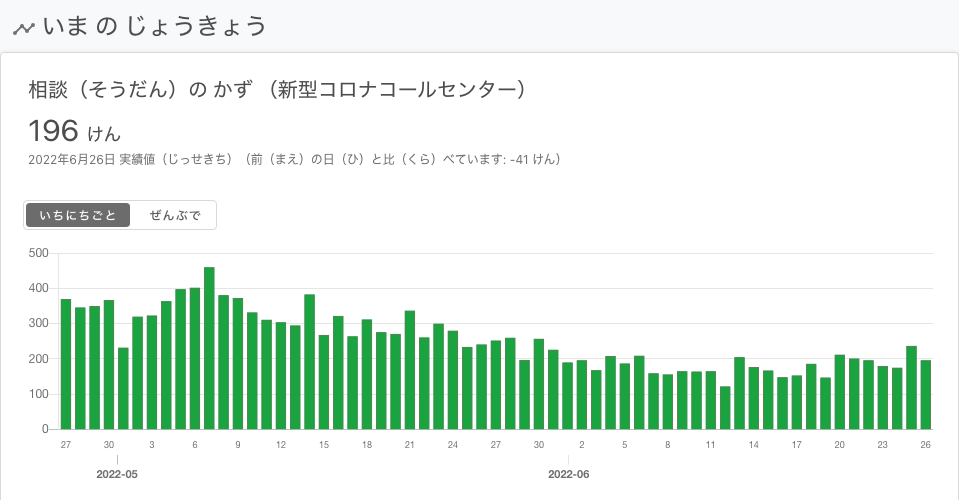 いま の じょうきょう
相談（そうだん）の かず （新型コロナコールセンター）
196 けん
2022年6月26日 実績値（じっせきち）（前（まえ）の日（ひ）と比（くら）べています: -41 けん）
いちにちごと ぜんぶで
500
400
300
200
100
0
27 30 3 6 9 12 15 18 21 24 27 30 2 5 8 11 14 17 20 23 26
2022-05 2022-06